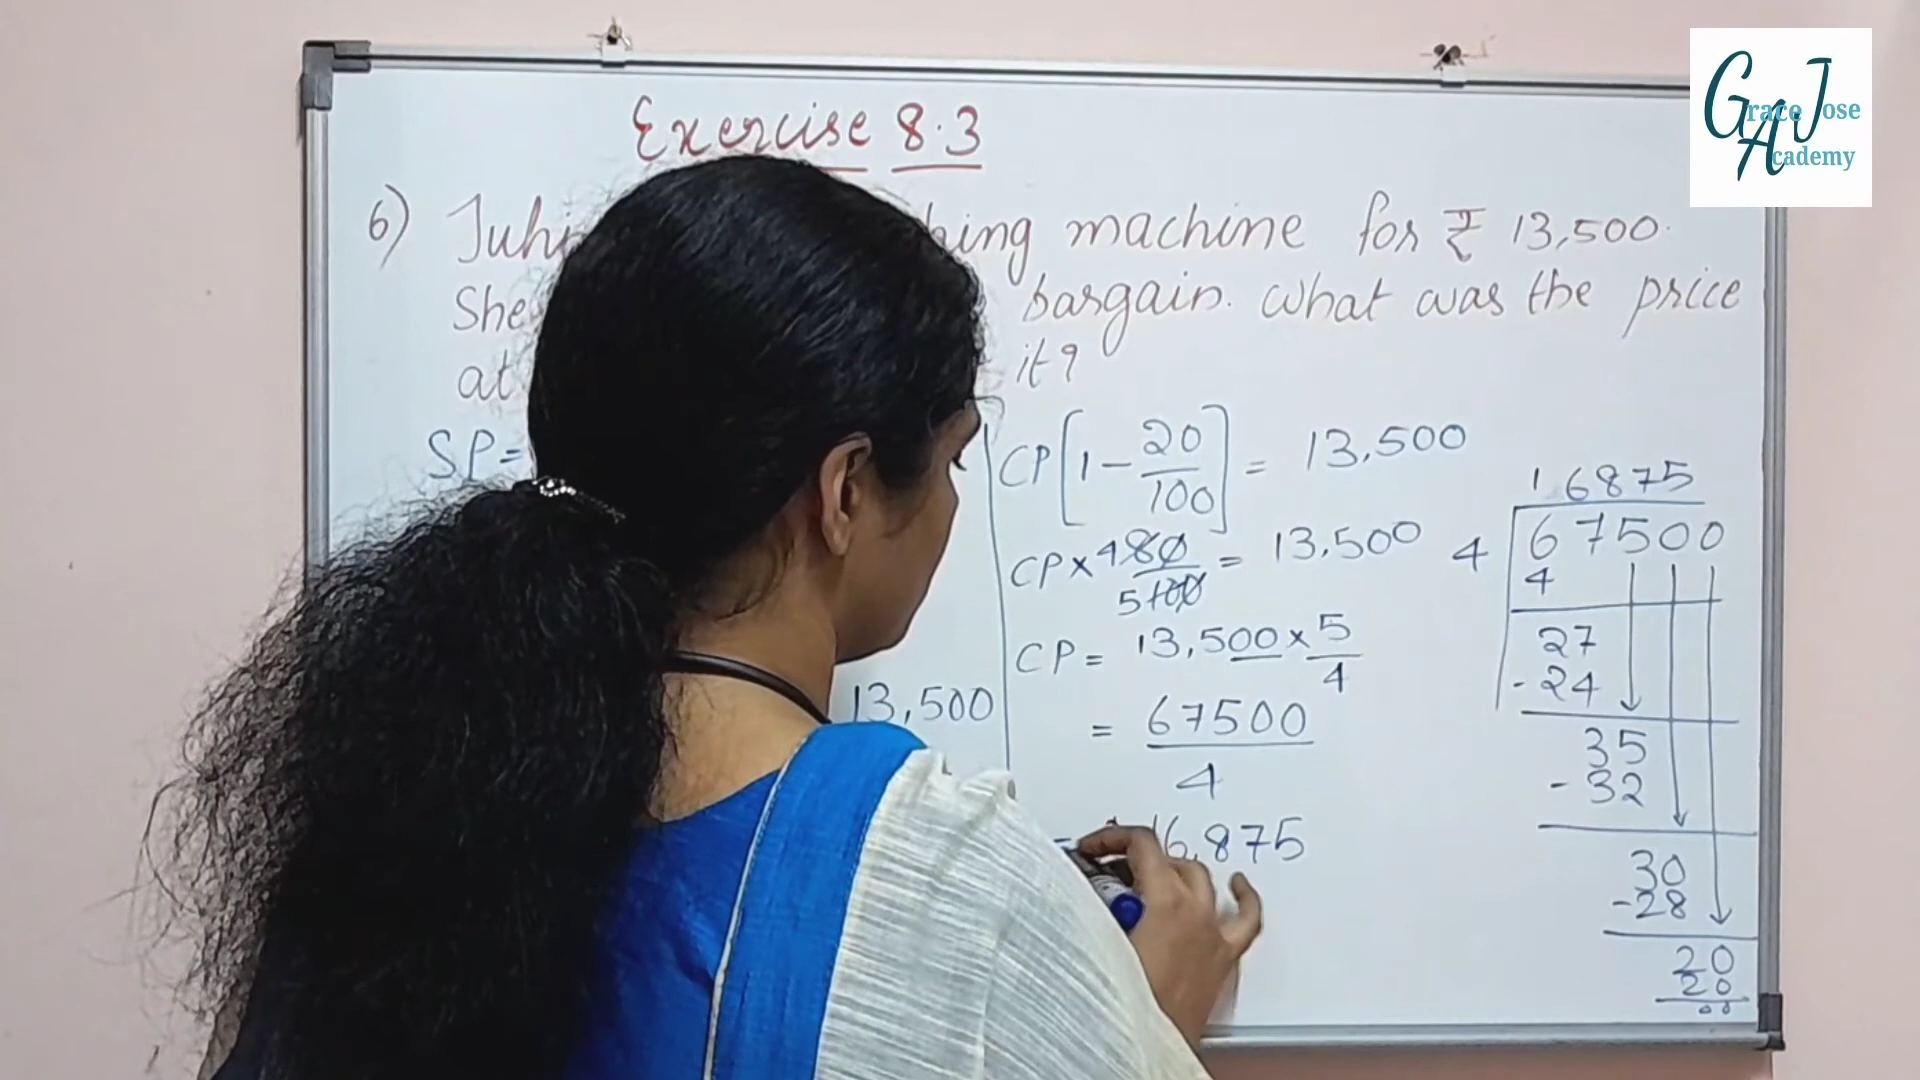 Grace Jose Academy
Exercise 8.3
6) machine for ₹ 13,500.
She bargain. What was the price
at it?
SP =
13,500
CP [1 - 20/100] = 13,500
CP × 4 80 / 5 100 = 13,500
CP = 13,500 × 5/4
= 67500/4
= 16,875
16875
4 67500
4
27
- 24
35
- 32
30
- 28
20
20
00